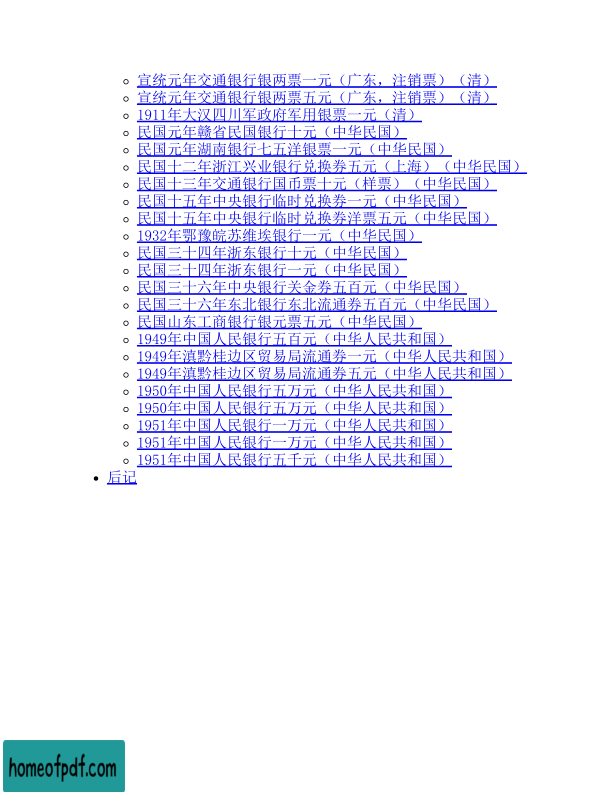 宣统元年交通银行银两票一元（广东，注销票）（清）
宣统元年交通银行银两票五元（广东，注销票）（清）
1911年大汉四川军政府军用银票一元（清）
民国元年赣省民国银行十元（中华民国）
民国元年湖南银行七五洋银票一元（中华民国）
民国十二年浙江兴业银行兑换券五元（上海）（中华民国）
民国十三年交通银行国币票十元（样票）（中华民国）
民国十五年中央银行临时兑换券一元（中华民国）
民国十五年中央银行临时兑换券洋票五元（中华民国）
1932年鄂豫皖苏维埃银行一元（中华民国）
民国三十四年浙东银行十元（中华民国）
民国三十四年浙东银行一元（中华民国）
民国三十六年中央银行关金券五百元（中华民国）
民国三十六年东北银行东北流通券五百元（中华民国）
民国山东工商银行银元票五元（中华民国）
1949年中国人民银行五百元（中华人民共和国）
1949年滇黔桂边区贸易局流通券一元（中华人民共和国）
1949年滇黔桂边区贸易局流通券五元（中华人民共和国）
1950年中国人民银行五万元（中华人民共和国）
1950年中国人民银行五万元（中华人民共和国）
1951年中国人民银行一万元（中华人民共和国）
1951年中国人民银行一万元（中华人民共和国）
1951年中国人民银行五千元（中华人民共和国）
后记
homeofpdf.com